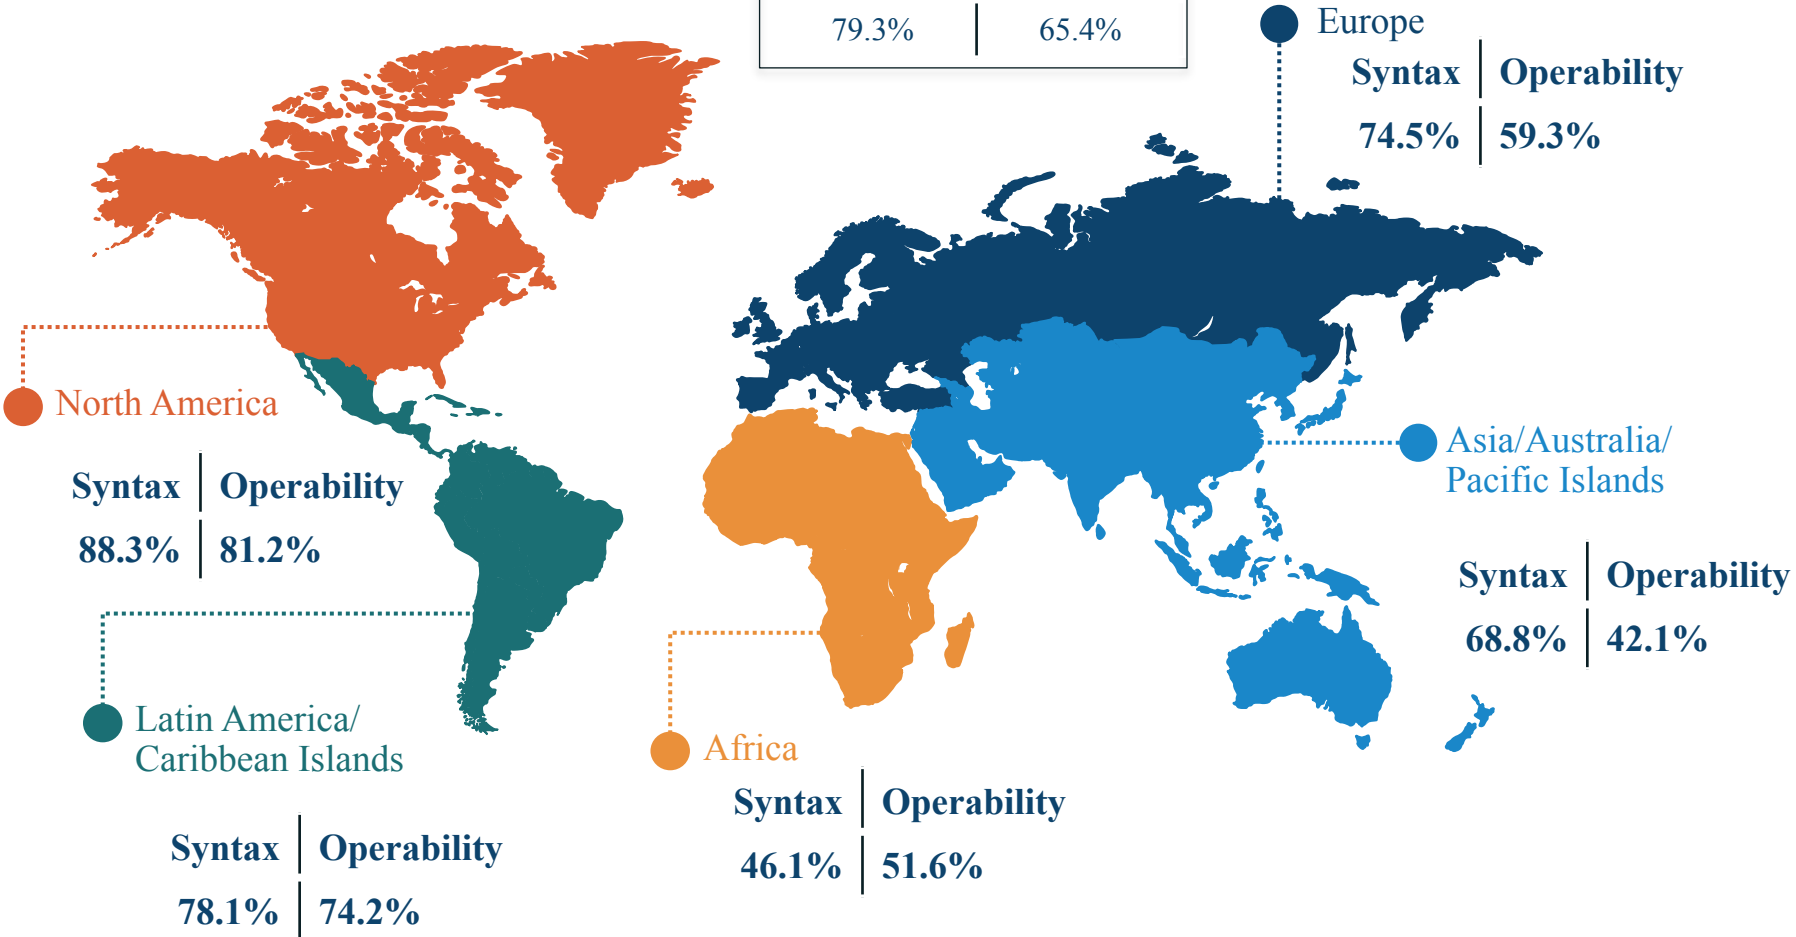 79.3% 65.4%
Europe
Syntax Operability
74.5% 59.3%
North America
Syntax Operability
88.3% 81.2%
Asia/Australia/
Pacific Islands
Syntax Operability
68.8% 42.1%
Latin America/
Caribbean Islands
Syntax Operability
78.1% 74.2%
Africa
Syntax Operability
46.1% 51.6%